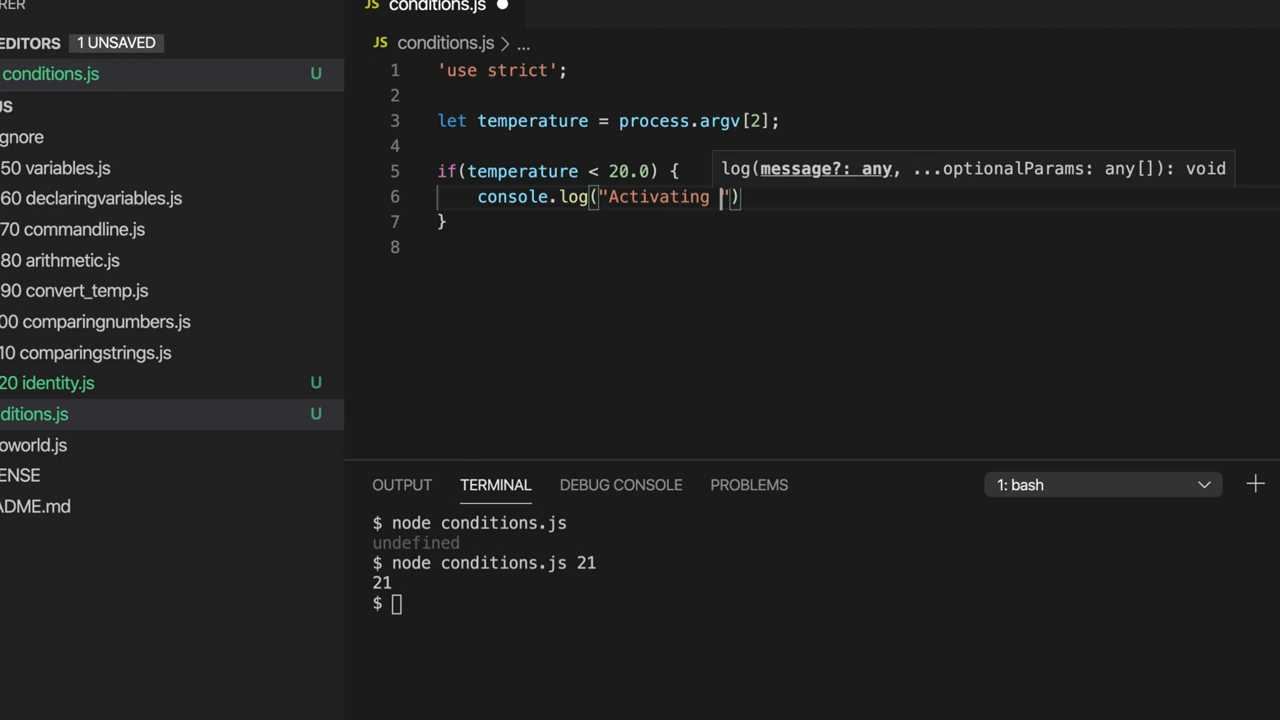 RER
EDITORS 1 UNSAVED
conditions.js U
JS
gnore
50 variables.js
60 declaringvariables.js
70 commandline.js
80 arithmetic.js
90 convert_temp.js
00 comparingnumbers.js
10 comparingstrings.js
20 identity.js U
ditions.js U
oworld.js
ENSE
ADME.md
JS conditions.js
JS conditions.js > ...
1 'use strict';
2
3 let temperature = process.argv[2];
4
5 if(temperature < 20.0) {
log(message?: any, ...optionalParams: any[]): void
6 console.log("Activating ")
7 }
8
OUTPUT TERMINAL DEBUG CONSOLE PROBLEMS 1: bash
$ node conditions.js
undefined
$ node conditions.js 21
21
$